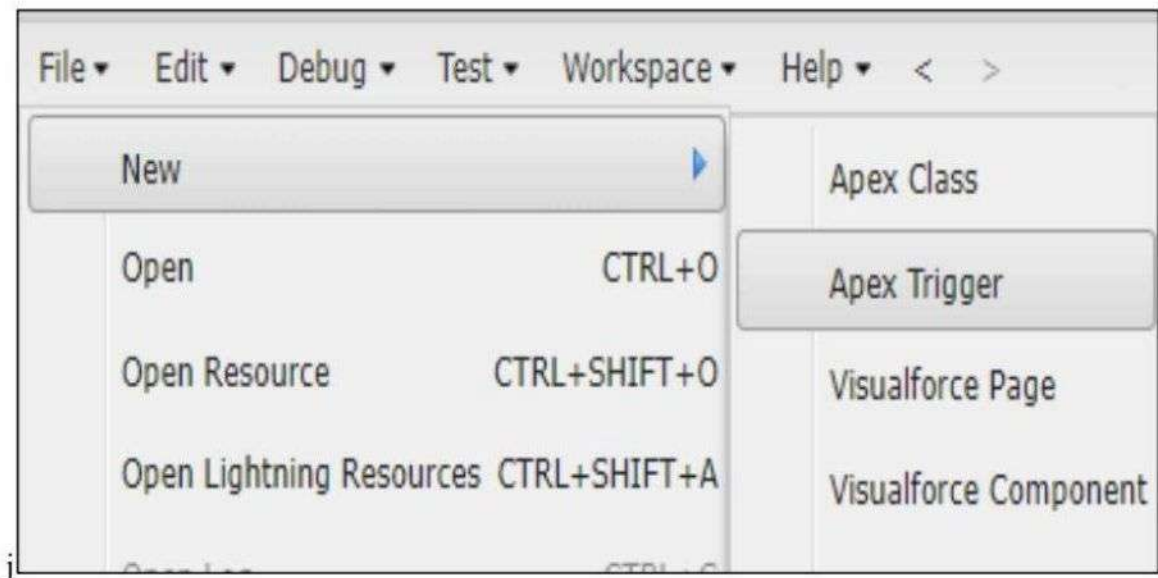 File ▾ Edit ▾ Debug ▾ Test ▾ Workspace ▾ Help ▾ < >
New
Apex Class
Open CTRL+O
Apex Trigger
Open Resource CTRL+SHIFT+O
Visualforce Page
Open Lightning Resources CTRL+SHIFT+A
Visualforce Component
i